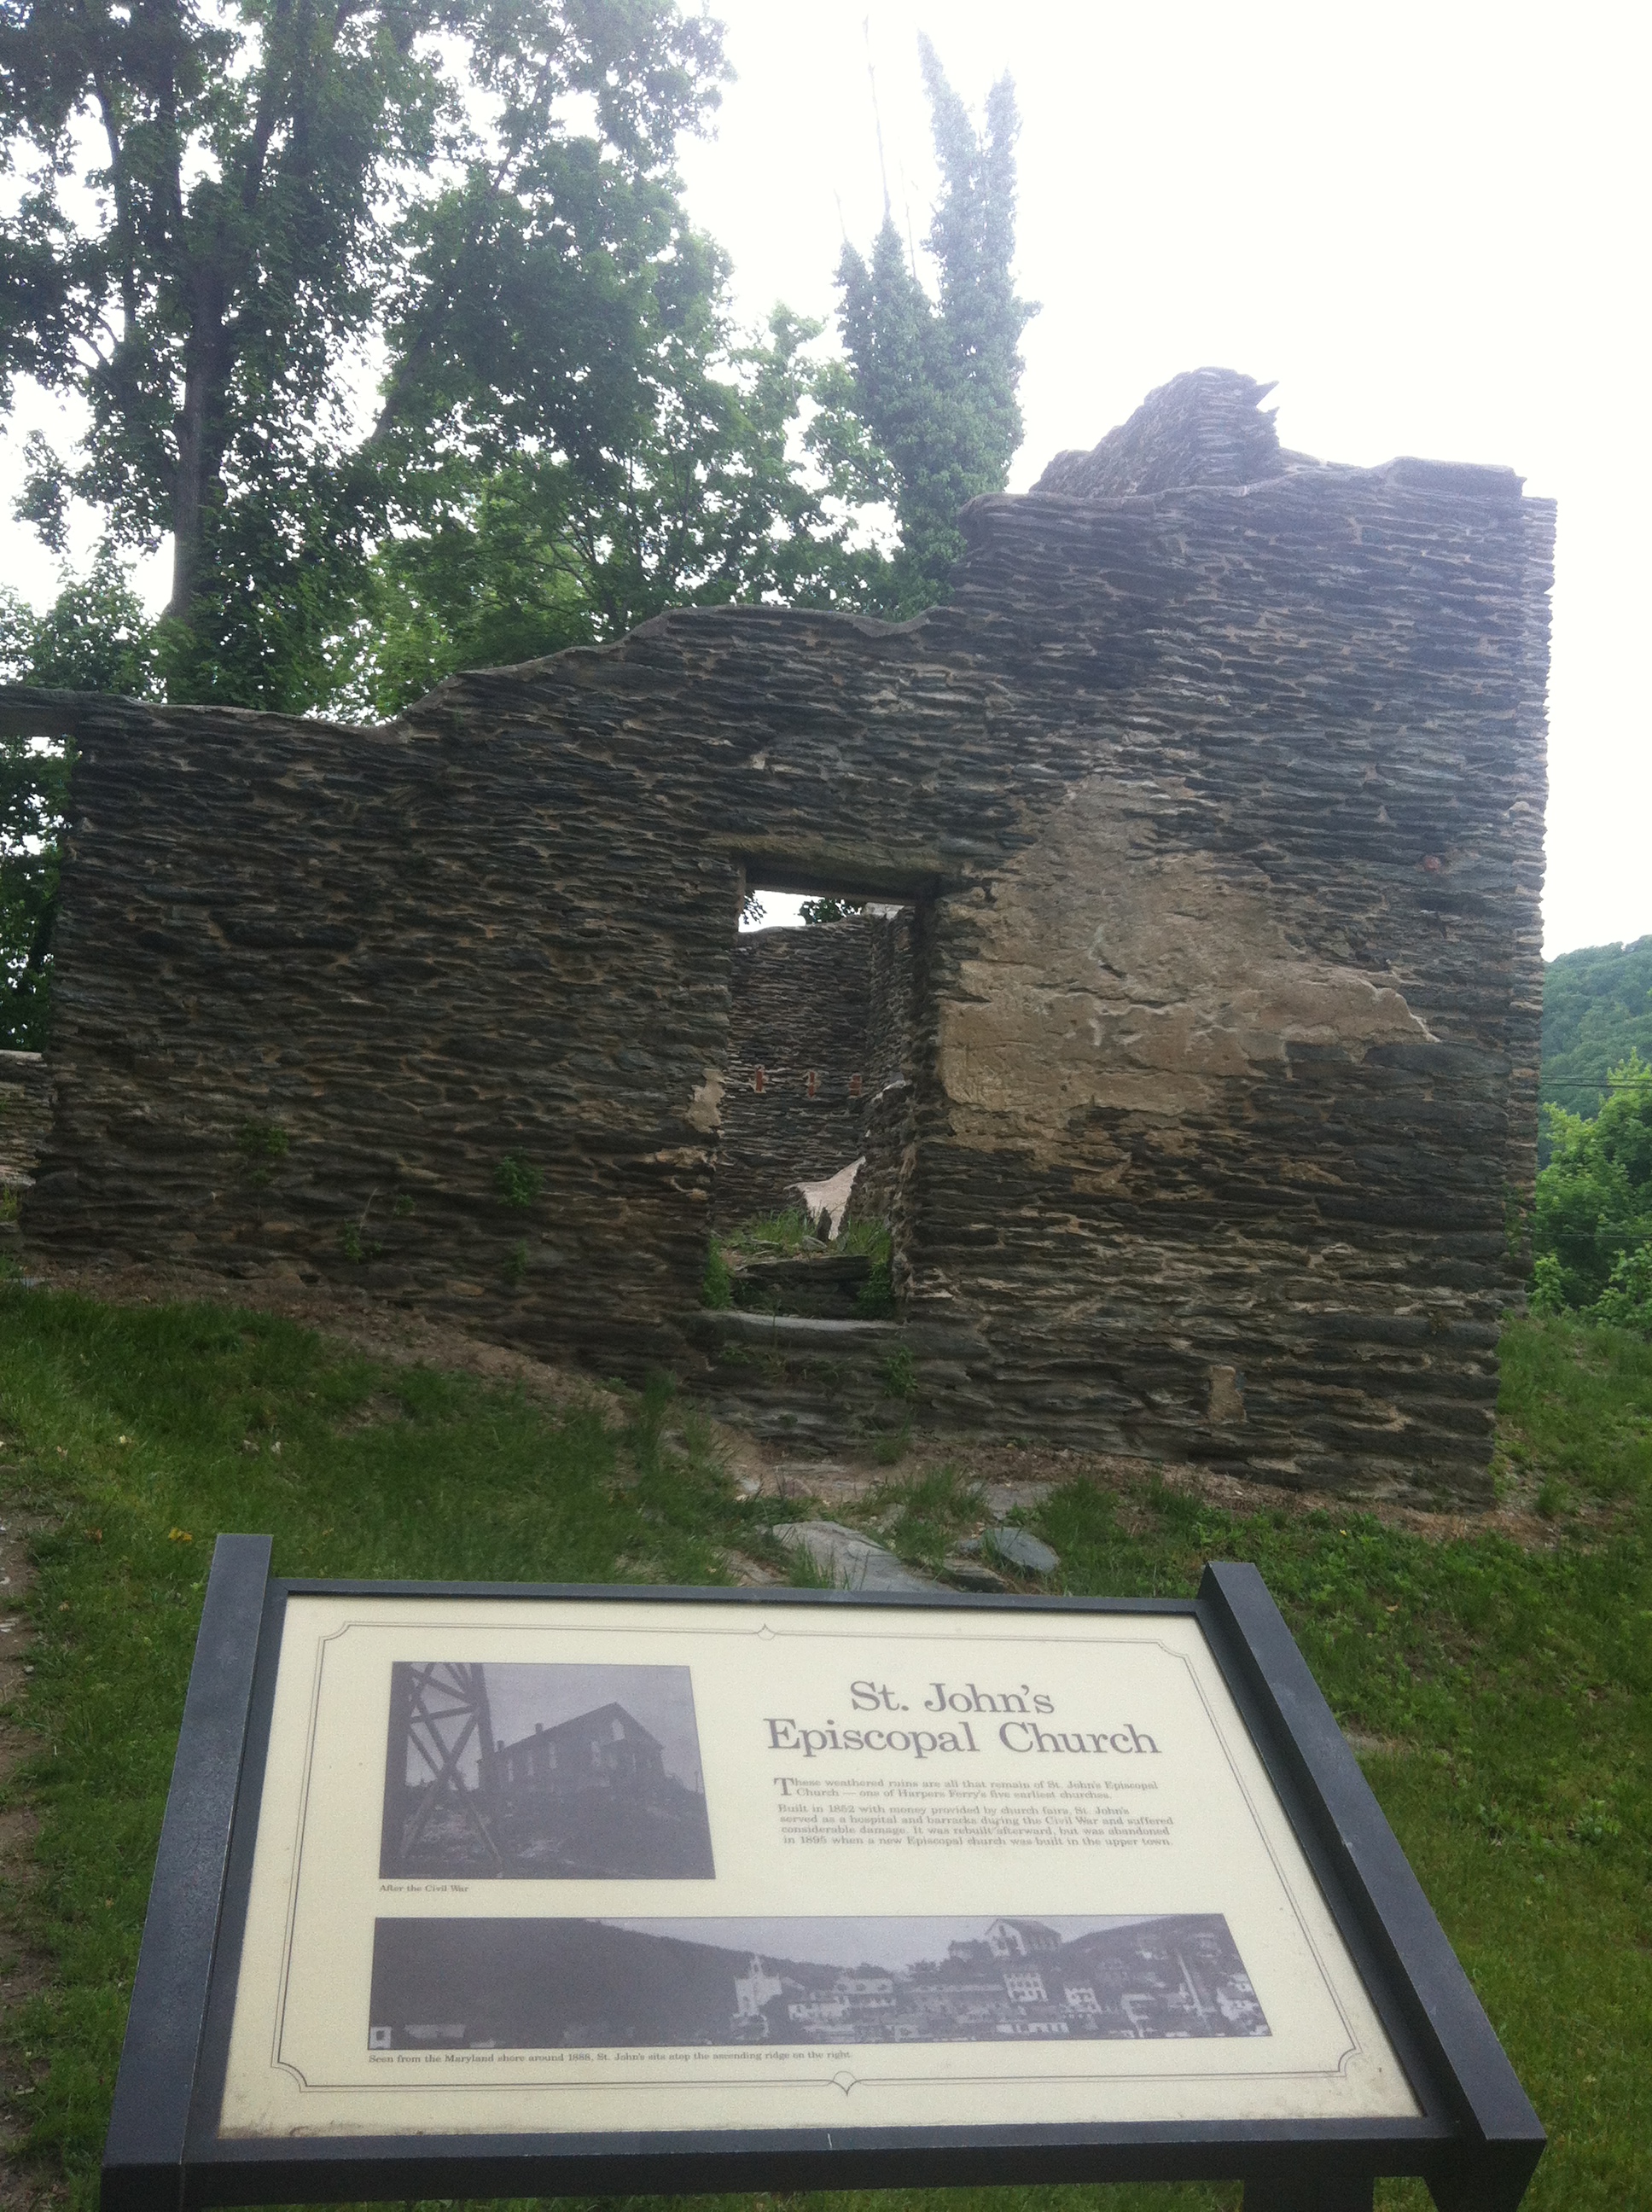 St. John's
Episcopal Church
These weathered ruins are all that remain of St. John's Episcopal
Church — one of Harpers Ferry's five earliest churches.
Built in 1852 with money provided by church fairs, St. John's
served as a hospital and barracks during the Civil War and suffered
considerable damage. It was rebuilt afterward, but was abandoned
in 1895 when a new Episcopal church was built in the upper town.
After the Civil War
Seen from the Maryland shore around 1888, St. John's sits atop the ascending ridge on the right.